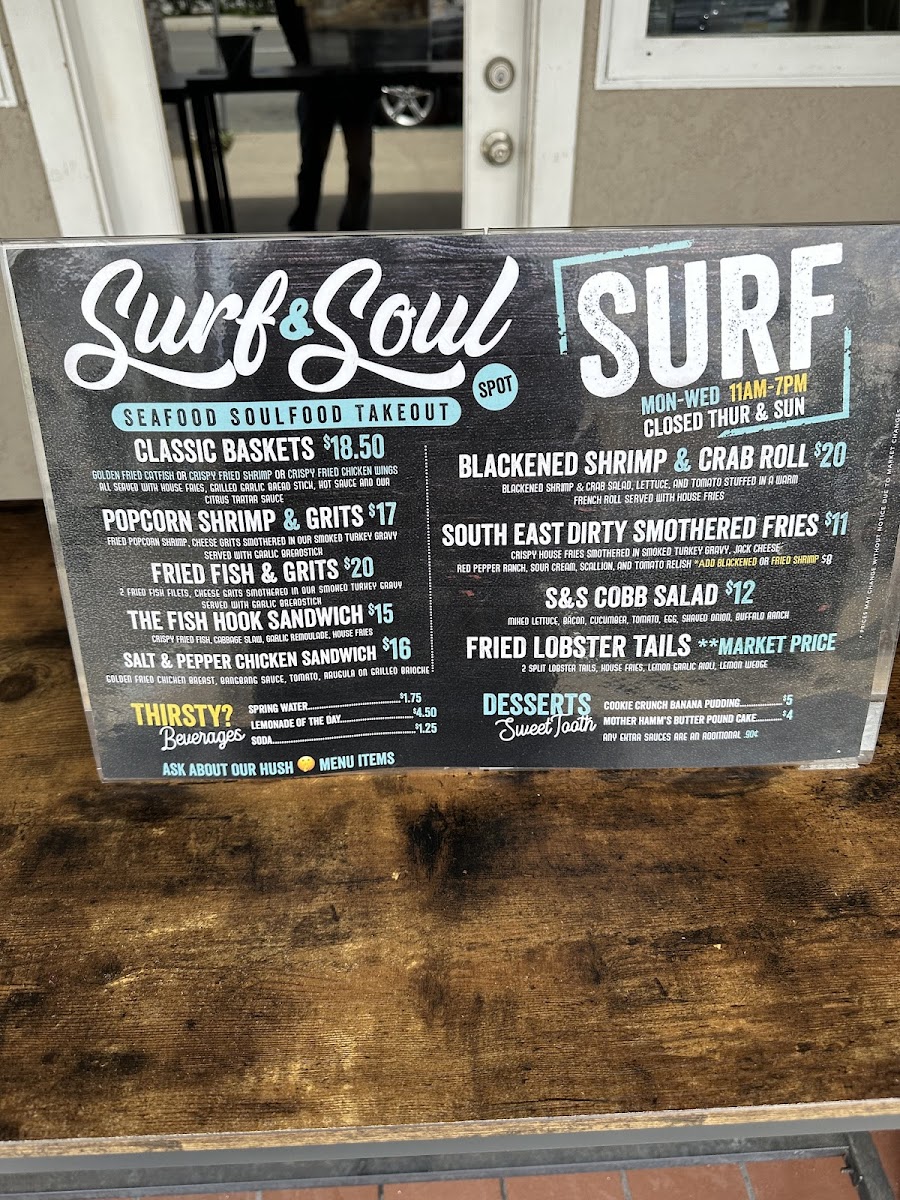 Surf & Soul
SPOT
SEAFOOD SOULFOOD TAKEOUT
CLASSIC BASKETS $18.50
GOLDEN FRIED CATFISH OR CRISPY FRIED SHRIMP OR CRISPY FRIED CHICKEN WINGS
ALL SERVED WITH HOUSE FRIES, GRILLED GARLIC BREAD STICH, HOT SAUCE AND OUR
CITRUS TARTAR SAUCE
POPCORN SHRIMP & GRITS $17
FRIED POPCORN SHRIMP, CHEESE GRITS SMOTHERED IN OUR SMOKED TURKEY GRAVY
SERVED WITH GARLIC BREADSTICH
FRIED FISH & GRITS $20
2 FRIED FISH FILETS, CHEESE GRITS SMOTHERED IN OUR SMOKED TURKEY GRAVY
SERVED WITH GARLIC BREADSTICH
THE FISH HOOK SANDWICH $15
CRISPY FRIED FISH, CABBAGE SLAW, GARLIC REMOULADE, HOUSE FRIES
SALT & PEPPER CHICKEN SANDWICH $16
GOLDEN FRIED CHICKEN BREAST, BANGBANG SAUCE, TOMATO, ARUGULA ON GRILLED BRIOCHE
THIRSTY?
Beverages
SPRING WATER $1.75
LEMONADE OF THE DAY $4.50
SODA $1.25
ASK ABOUT OUR HUSH 🤫 MENU ITEMS
SURF
MON-WED 11AM-7PM
CLOSED THUR & SUN
BLACKENED SHRIMP & CRAB ROLL $20
BLACKENED SHRIMP & CRAB SALAD, LETTUCE, AND TOMATO STUFFED IN A WARM
FRENCH ROLL SERVED WITH HOUSE FRIES
SOUTH EAST DIRTY SMOTHERED FRIES $11
CRISPY HOUSE FRIES SMOTHERED IN SMOKED TURKEY GRAVY, JACK CHEESE
RED PEPPER RANCH, SOUR CREAM, SCALLION, AND TOMATO RELISH *ADD BLACKENED OR FRIED SHRIMP $8
S&S COBB SALAD $12
MIXED LETTUCE, BACON, CUCUMBER, TOMATO, EGG, SHAVED ONION, BUFFALO RANCH
FRIED LOBSTER TAILS **MARKET PRICE
2 SPLIT LOBSTER TAILS, HOUSE FRIES, LEMON GARLIC AIOLI, LEMON WEDGE
DESSERTS
Sweet Tooth
COOKIE CRUNCH BANANA PUDDING $5
MOTHER HAMM'S BUTTER POUND CAKE $4
ANY EXTRA SAUCES ARE AN ADDITIONAL .90¢
* PRICES MAY CHANGE WITHOUT NOTICE DUE TO MARKET CHANGES